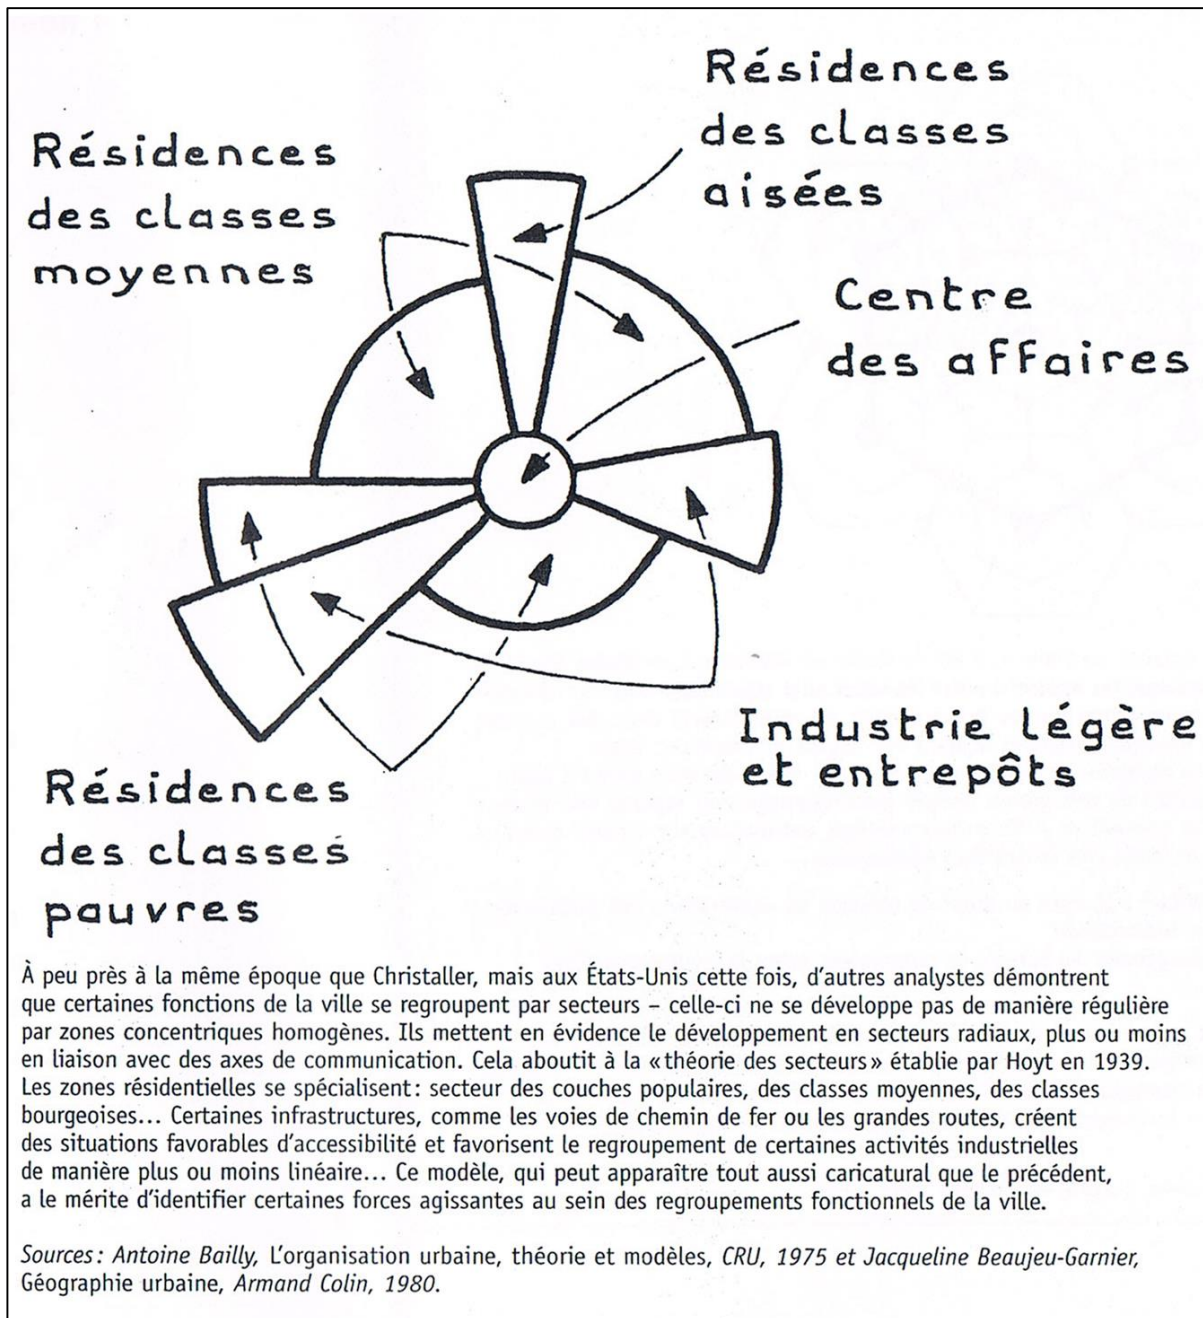 Résidences
des classes
aisées
Résidences
des classes
moyennes
Centre
des affaires
Industrie légère
et entrepôts
Résidences
des classes
pauvres
À peu près à la même époque que Christaller, mais aux États-Unis cette fois, d'autres analystes démontrent
que certaines fonctions de la ville se regroupent par secteurs – celle-ci ne se développe pas de manière régulière
par zones concentriques homogènes. Ils mettent en évidence le développement en secteurs radiaux, plus ou moins
en liaison avec des axes de communication. Cela aboutit à la «théorie des secteurs» établie par Hoyt en 1939.
Les zones résidentielles se spécialisent: secteur des couches populaires, des classes moyennes, des classes
bourgeoises... Certaines infrastructures, comme les voies de chemin de fer ou les grandes routes, créent
des situations favorables d'accessibilité et favorisent le regroupement de certaines activités industrielles
de manière plus ou moins linéaire... Ce modèle, qui peut apparaître tout aussi caricatural que le précédent,
a le mérite d'identifier certaines forces agissantes au sein des regroupements fonctionnels de la ville.
Sources: Antoine Bailly, L'organisation urbaine, théorie et modèles, CRU, 1975 et Jacqueline Beaujeu-Garnier,
Géographie urbaine, Armand Colin, 1980.